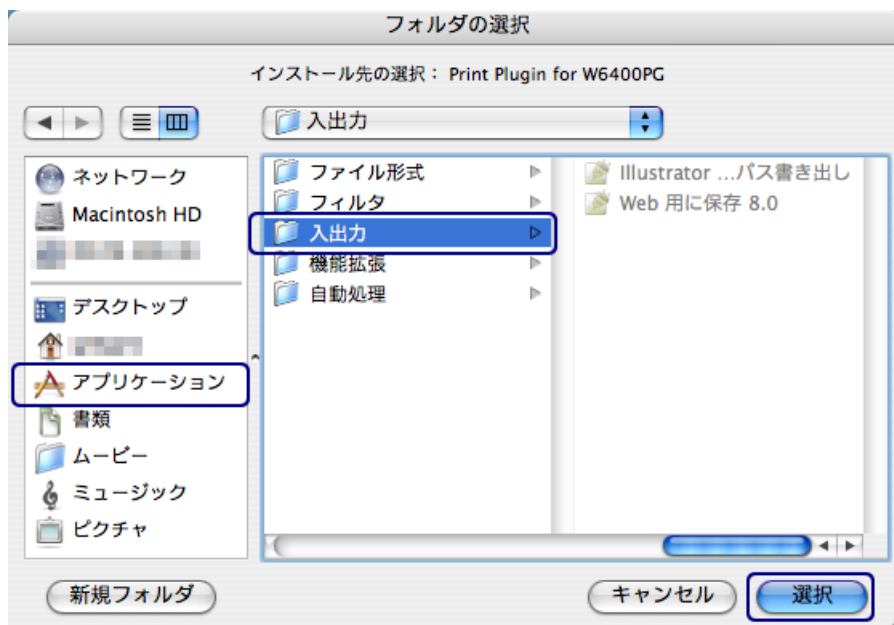 フォルダの選択
インストール先の選択： Print Plugin for W6400PG
入出力
ネットワーク
Macintosh HD
デスクトップ
アプリケーション
書類
ムービー
ミュージック
ピクチャ
ファイル形式
フィルタ
入出力
機能拡張
自動処理
Illustrator ...パス書き出し
Web 用に保存 8.0
新規フォルダ
キャンセル
選択